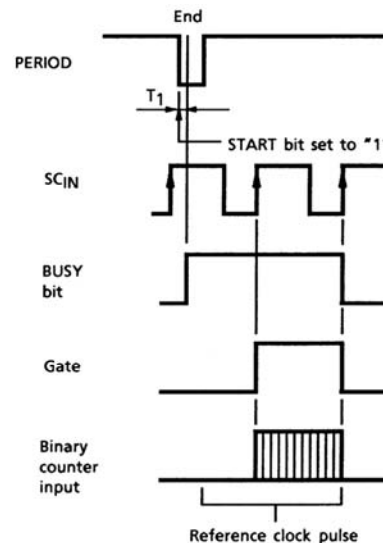 End
PERIOD
T1
START bit set to "1
SCIN
BUSY
bit
Gate
Binary
counter
input
Reference clock pulse